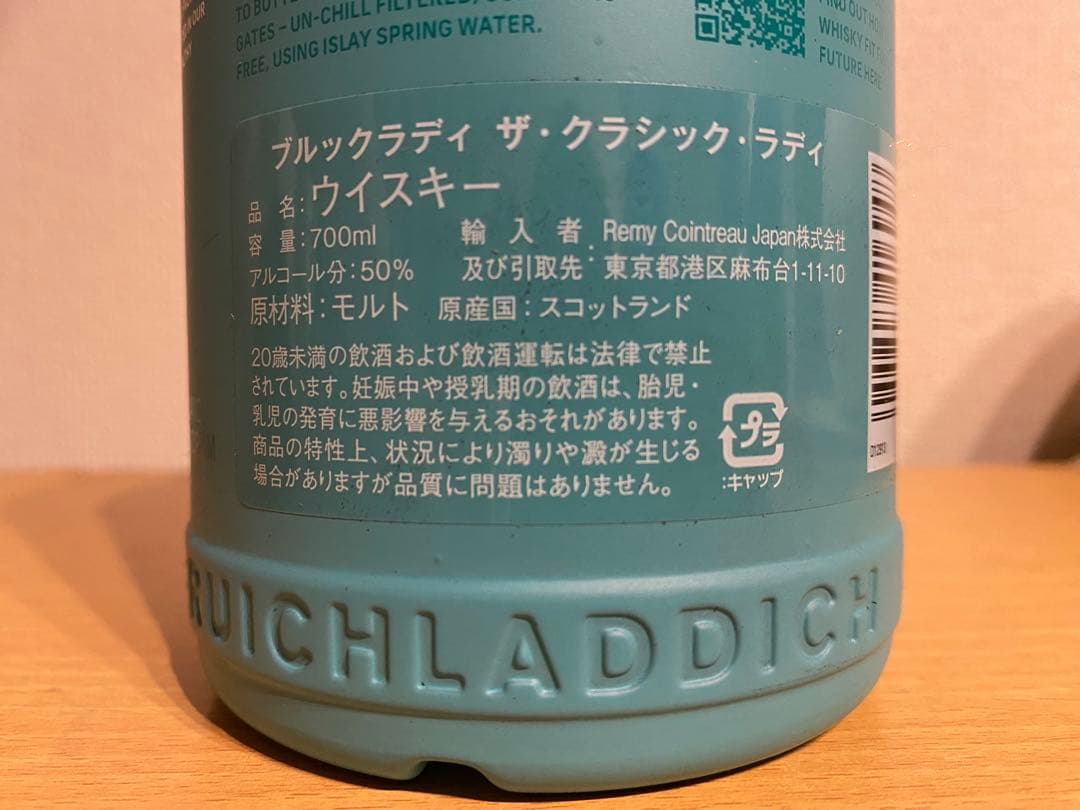 IN OUR
TO BOTT
GATES – UN-CHILL FILTERED,
FREE, USING ISLAY SPRING WATER.
FIND OUT HOW
WHISKY FIT F
FUTURE HERE
ブルックラディ ザ・クラシック・ラディ
品 名：ウイスキー
容 量：700ml
アルコール分：50%
輸 入 者 : Remy Cointreau Japan株式会社
及び引取先 東京都港区麻布台1-11-10
原材料：モルト 原産国：スコットランド
20歳未満の飲酒および飲酒運転は法律で禁止
されています。妊娠中や授乳期の飲酒は、胎児・
乳児の発育に悪影響を与えるおそれがあります。
商品の特性上、状況により濁りや澱が生じる
場合がありますが品質に問題はありません。
プラ
:キャップ
RUICHLADDICH